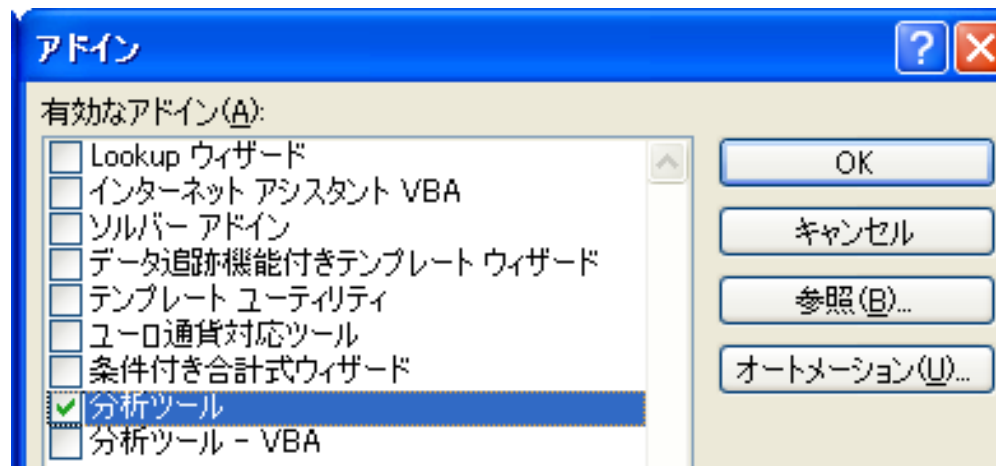 アドイン
有効なアドイン(A):
Lookup ウィザード
インターネット アシスタント VBA
ソルバー アドイン
データ追跡機能付きテンプレート ウィザード
テンプレート ユーティリティ
ユーロ通貨対応ツール
条件付き合計式ウィザード
分析ツール
分析ツール - VBA
OK
キャンセル
参照(B)...
オートメーション(U)...